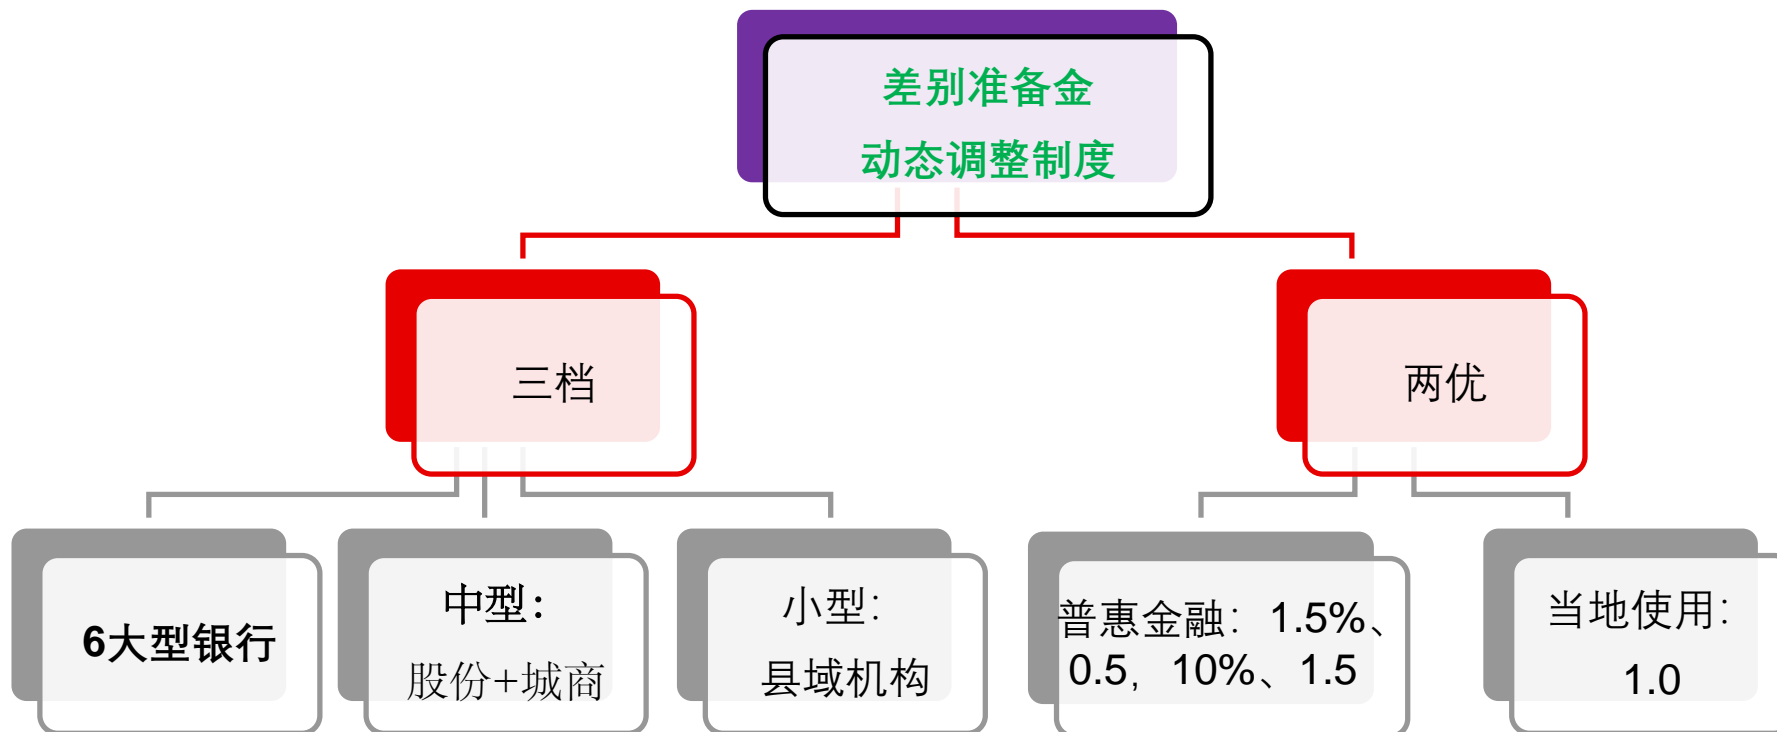 差别准备金
动态调整制度
三档
两优
6大型银行
中型：
股份+城商
小型：
县域机构
普惠金融：1.5%、
0.5，10%、1.5
当地使用：
1.0